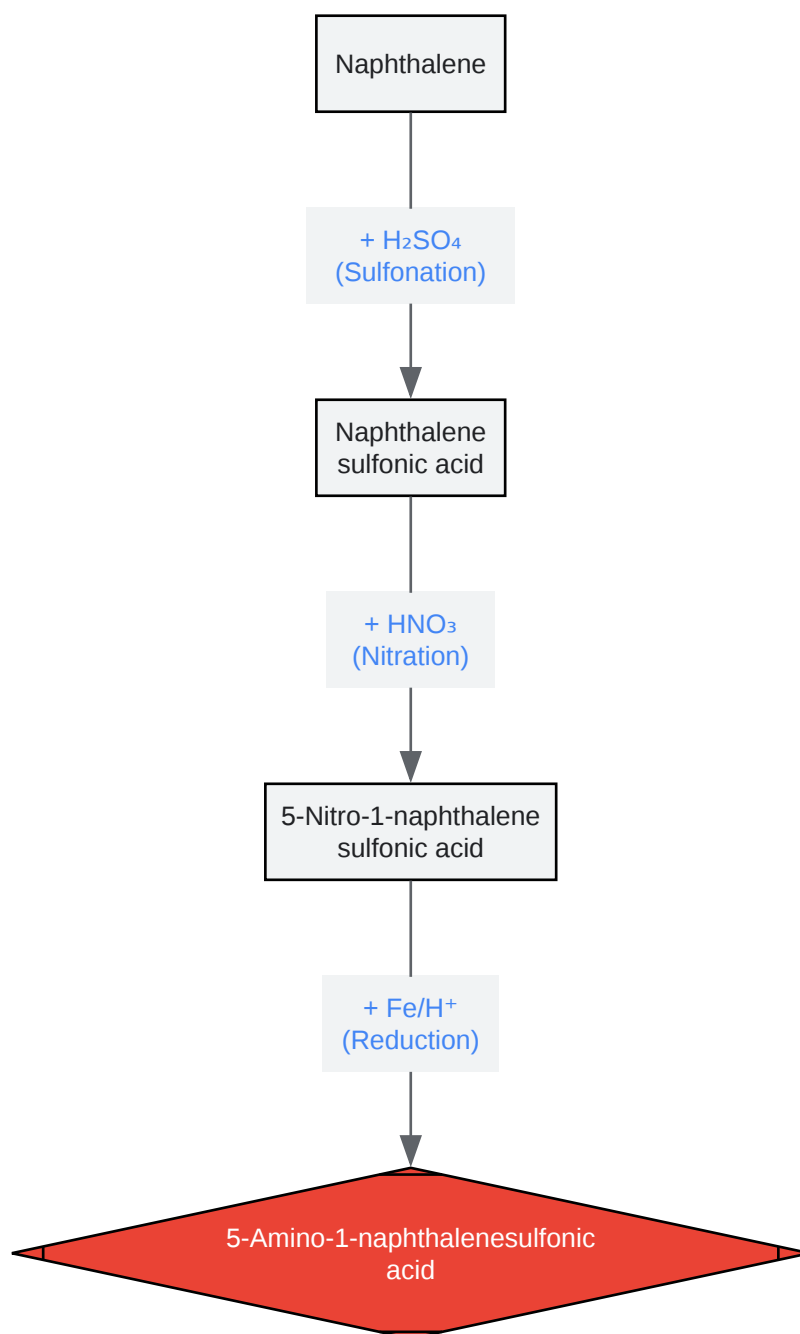 Naphthalene
+ H₂SO₄
(Sulfonation)
Naphthalene
sulfonic acid
+ HNO₃
(Nitration)
5-Nitro-1-naphthalene
sulfonic acid
+ Fe/H⁺
(Reduction)
5-Amino-1-naphthalenesulfonic
acid